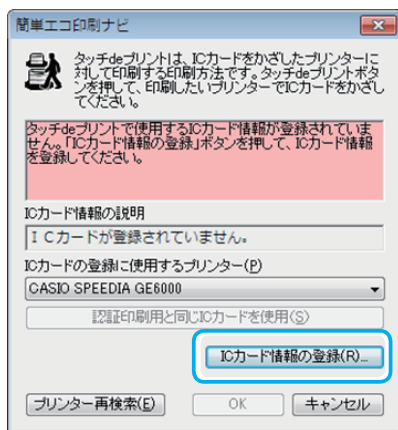 簡単エコ印刷ナビ
タッチdeプリントは、ICカードをかざしたプリンターに
対して印刷する印刷方法です。タッチdeプリントボタ
ンを押して、印刷したいプリンターでICカードをかざし
てください。
タッチdeプリントで使用するICカード情報が登録されていま
せん。「ICカード情報の登録」ボタンを押して、ICカード情報
を登録してください。
ICカード情報の説明
ＩＣカードが登録されていません。
ICカードの登録に使用するプリンター(P)
CASIO SPEEDIA GE6000
認証印刷用と同じICカードを使用(S)
ICカード情報の登録(R)...
プリンター再検索(E)
OK
キャンセル